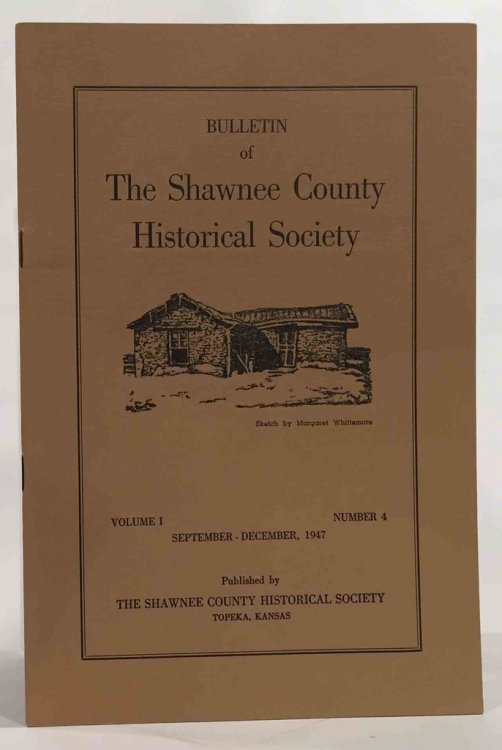 BULLETIN
of
The Shawnee County
Historical Society
Sketch by Margaret Whittemore
VOLUME I NUMBER 4
SEPTEMBER - DECEMBER, 1947
Published by
THE SHAWNEE COUNTY HISTORICAL SOCIETY
TOPEKA, KANSAS